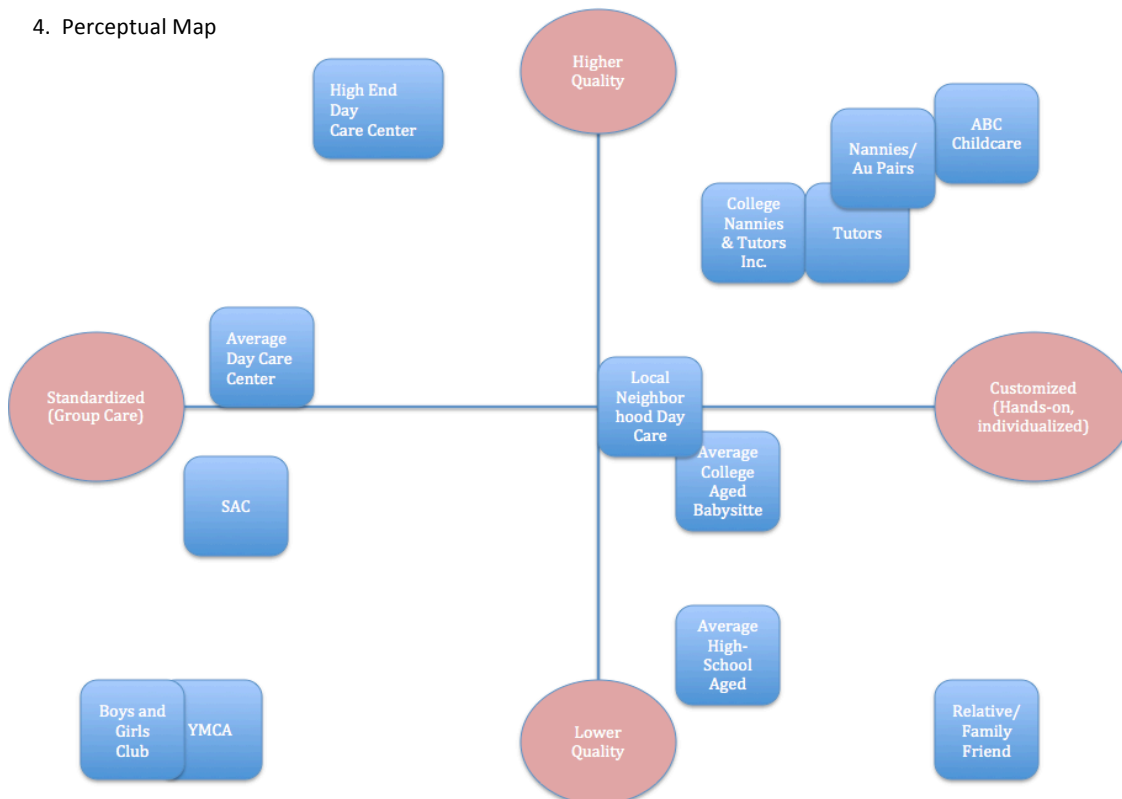 4. Perceptual Map
Higher
Quality
High End
Day
Care Center
ABC
Childcare
Nannies/
Au Pairs
College
Nannies
& Tutors
Inc.
Tutors
Average
Day Care
Center
Standardized
(Group Care)
Local
Neighbor
hood Day
Care
Customized
(Hands-on,
individualized)
Average
College
Aged
Babysitte
SAC
Average
High-
School
Aged
Boys and
Girls
Club
YMCA
Lower
Quality
Relative/
Family
Friend